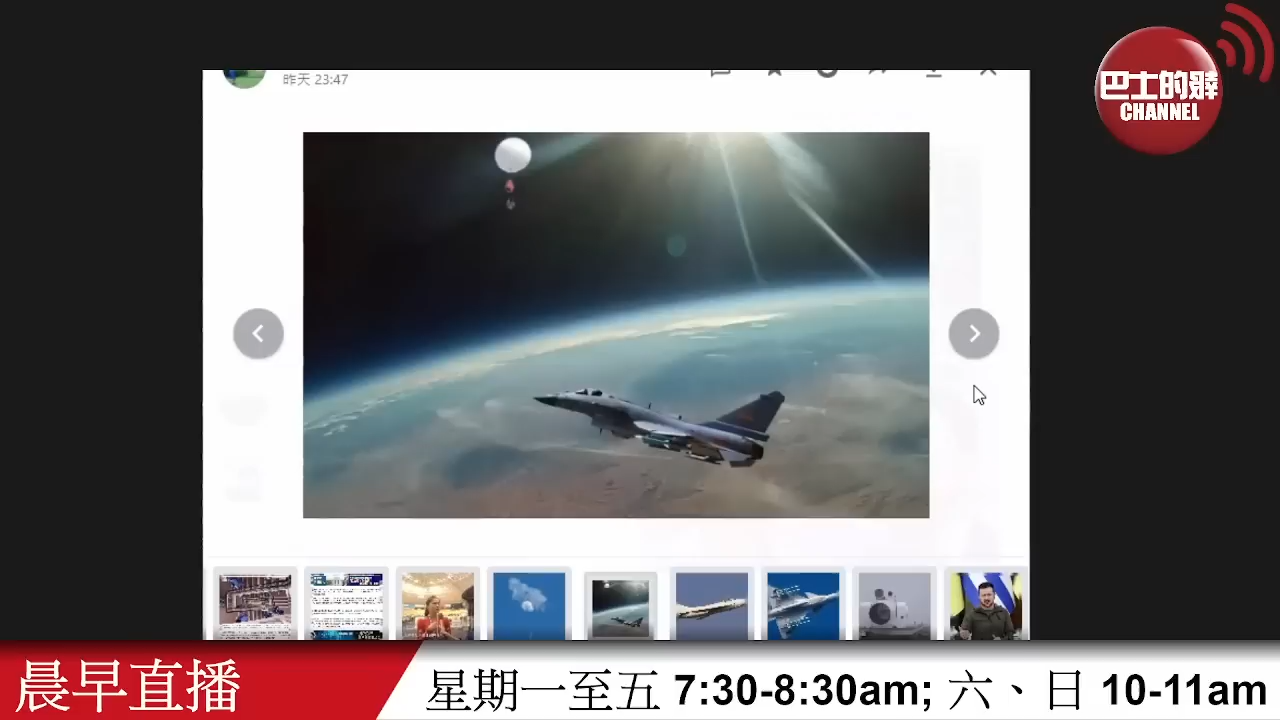 昨天 23:47
巴士的報
CHANNEL
晨早直播
星期一至五 7:30-8:30am; 六、日 10-11am